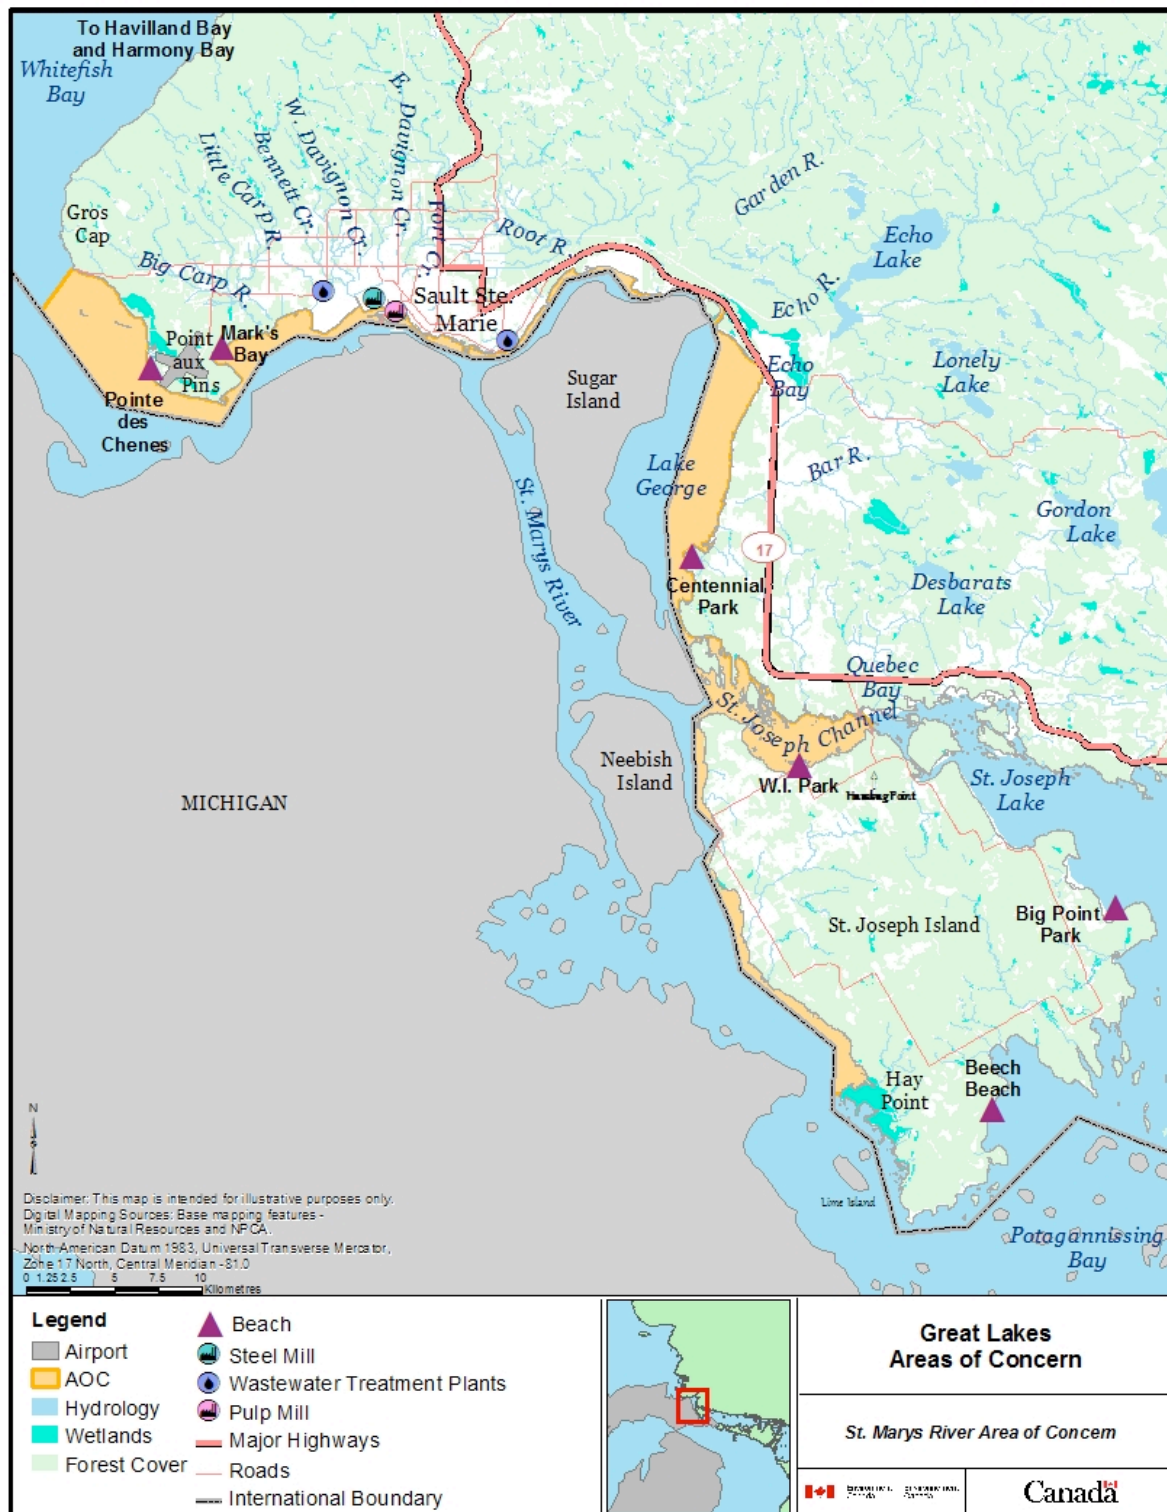 To Havilland Bay
and Harmony Bay
Whitefish
Bay
E. Davignon Cr.
W. Davignon Cr.
Bennett Cr.
Little Carp R.
Fort Cr.
Garden R.
Gros
Cap
Root R.
Echo
Lake
Big Carp R.
Echo R.
Sault Ste.
Marie
Point
aux
Pins
Mark's
Bay
Echo
Bay
Lonely
Lake
Sugar
Island
Pointe
des
Chenes
Lake
George
Bar R.
St. Marys River
Gordon
Lake
17
Centennial
Park
Desbarats
Lake
Quebec
Bay
St. Joseph Channel
Neebish
Island
W.I. Park
St. Joseph
Lake
MICHIGAN
Big Point
Park
St. Joseph Island
Hay
Point
Beech
Beach
N
Lime Island
Potagannissing
Bay
Disclaimer: This map is intended for illustrative purposes only.
Digital Mapping Sources: Base mapping features -
Ministry of Natural Resources and NPCA.
North American Datum 1983, Universal Transverse Mercator,
Zone 17 North, Central Meridian -81.0
0 1.25 2.5 5 7.5 10
Kilometres
Legend
Airport
AOC
Hydrology
Wetlands
Forest Cover
Beach
Steel Mill
Wastewater Treatment Plants
Pulp Mill
Major Highways
Roads
International Boundary
Great Lakes
Areas of Concern
St. Marys River Area of Concern
Environment Environnement
Canada Canada
Canada